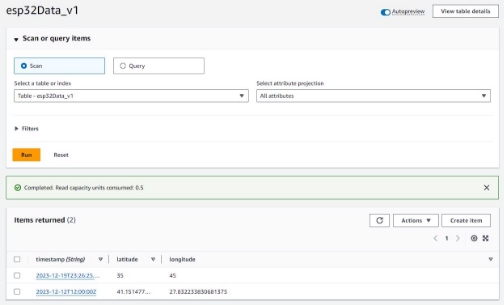 esp32Data_v1
Autopreview
View table details
Scan or query items
Scan
Query
Select a table or index
Select attribute projection
Table - esp32Data_v1
All attributes
Filters
Run
Reset
Completed. Read capacity units consumed: 0.5
Items returned (2)
Actions
Create item
1
timestamp (String)
latitude
longitude
2023-12-19T23:26:25,...
35
45
2023-12-12T12:00:00Z
41.151477...
27.832233830681375